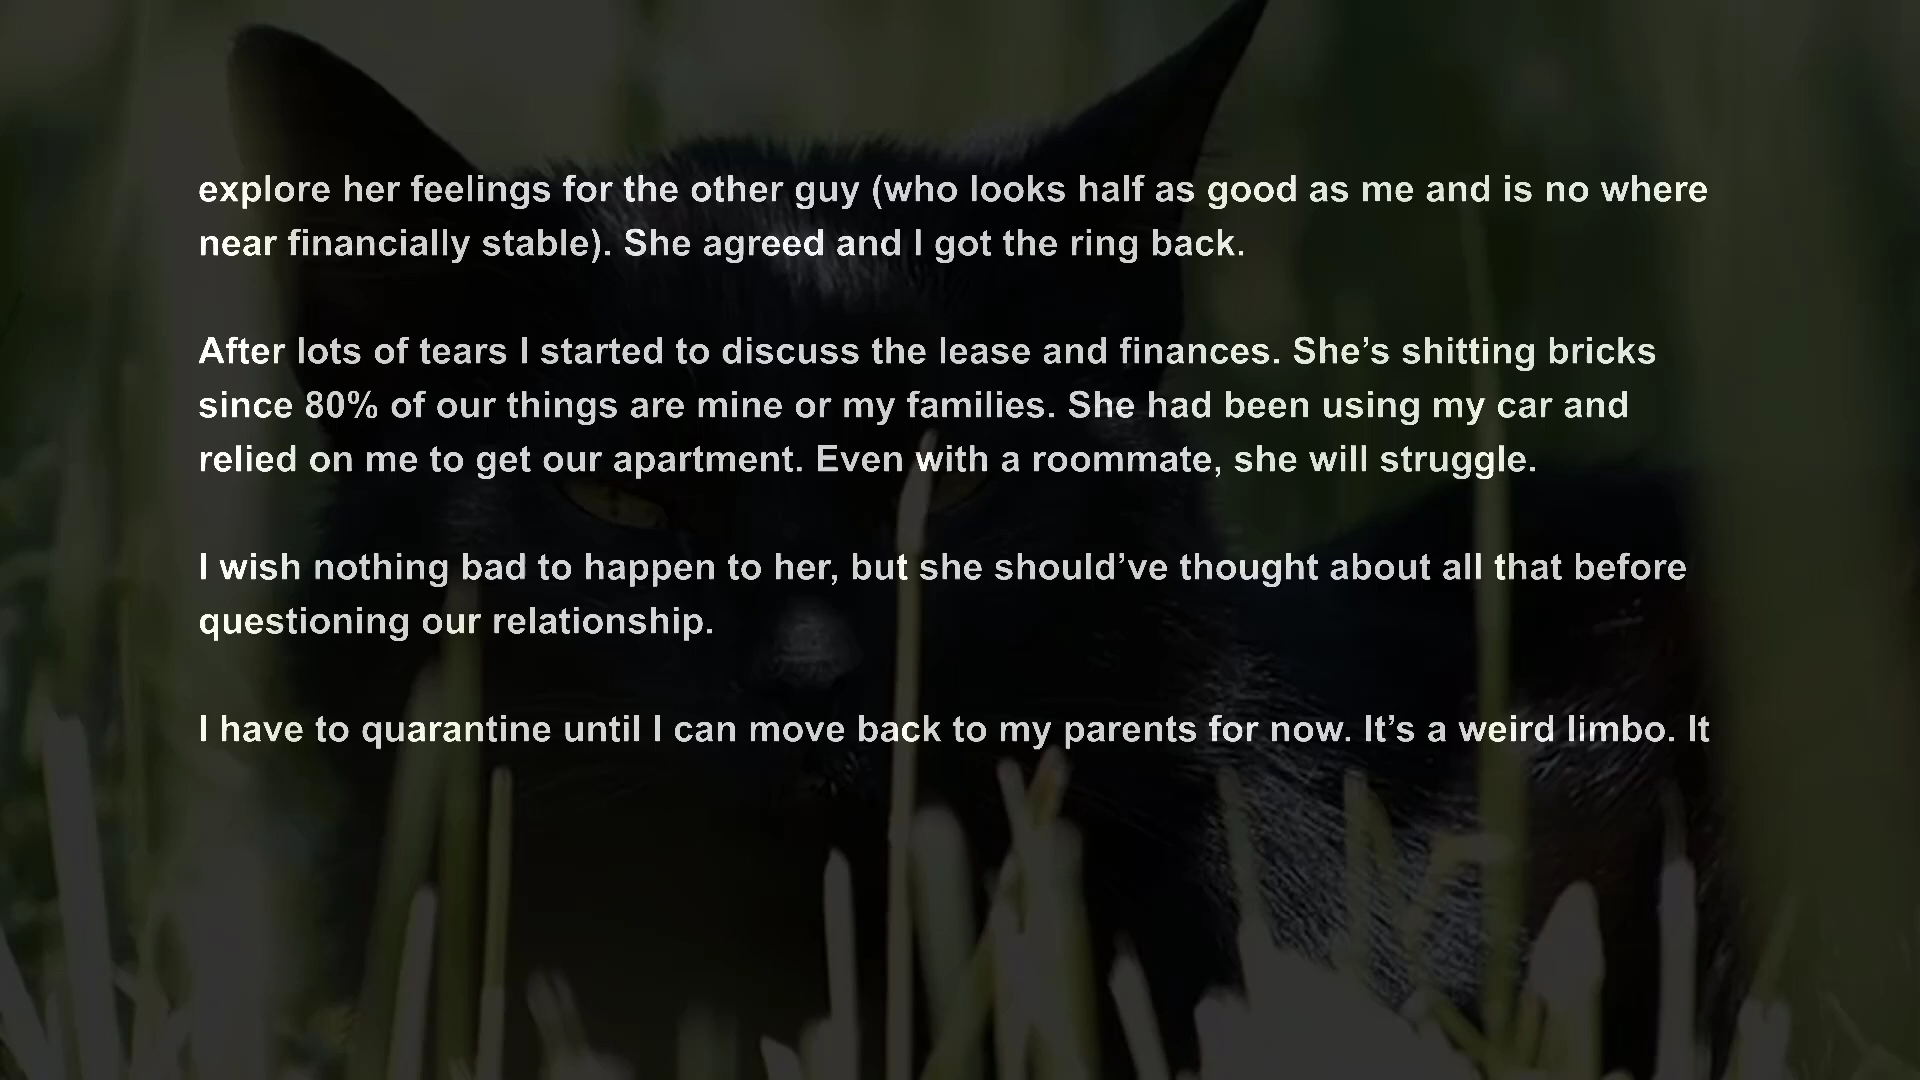 explore her feelings for the other guy (who looks half as good as me and is no where
near financially stable). She agreed and I got the ring back.
After lots of tears I started to discuss the lease and finances. She’s shitting bricks
since 80% of our things are mine or my families. She had been using my car and
relied on me to get our apartment. Even with a roommate, she will struggle.
I wish nothing bad to happen to her, but she should’ve thought about all that before
questioning our relationship.
I have to quarantine until I can move back to my parents for now. It’s a weird limbo. It